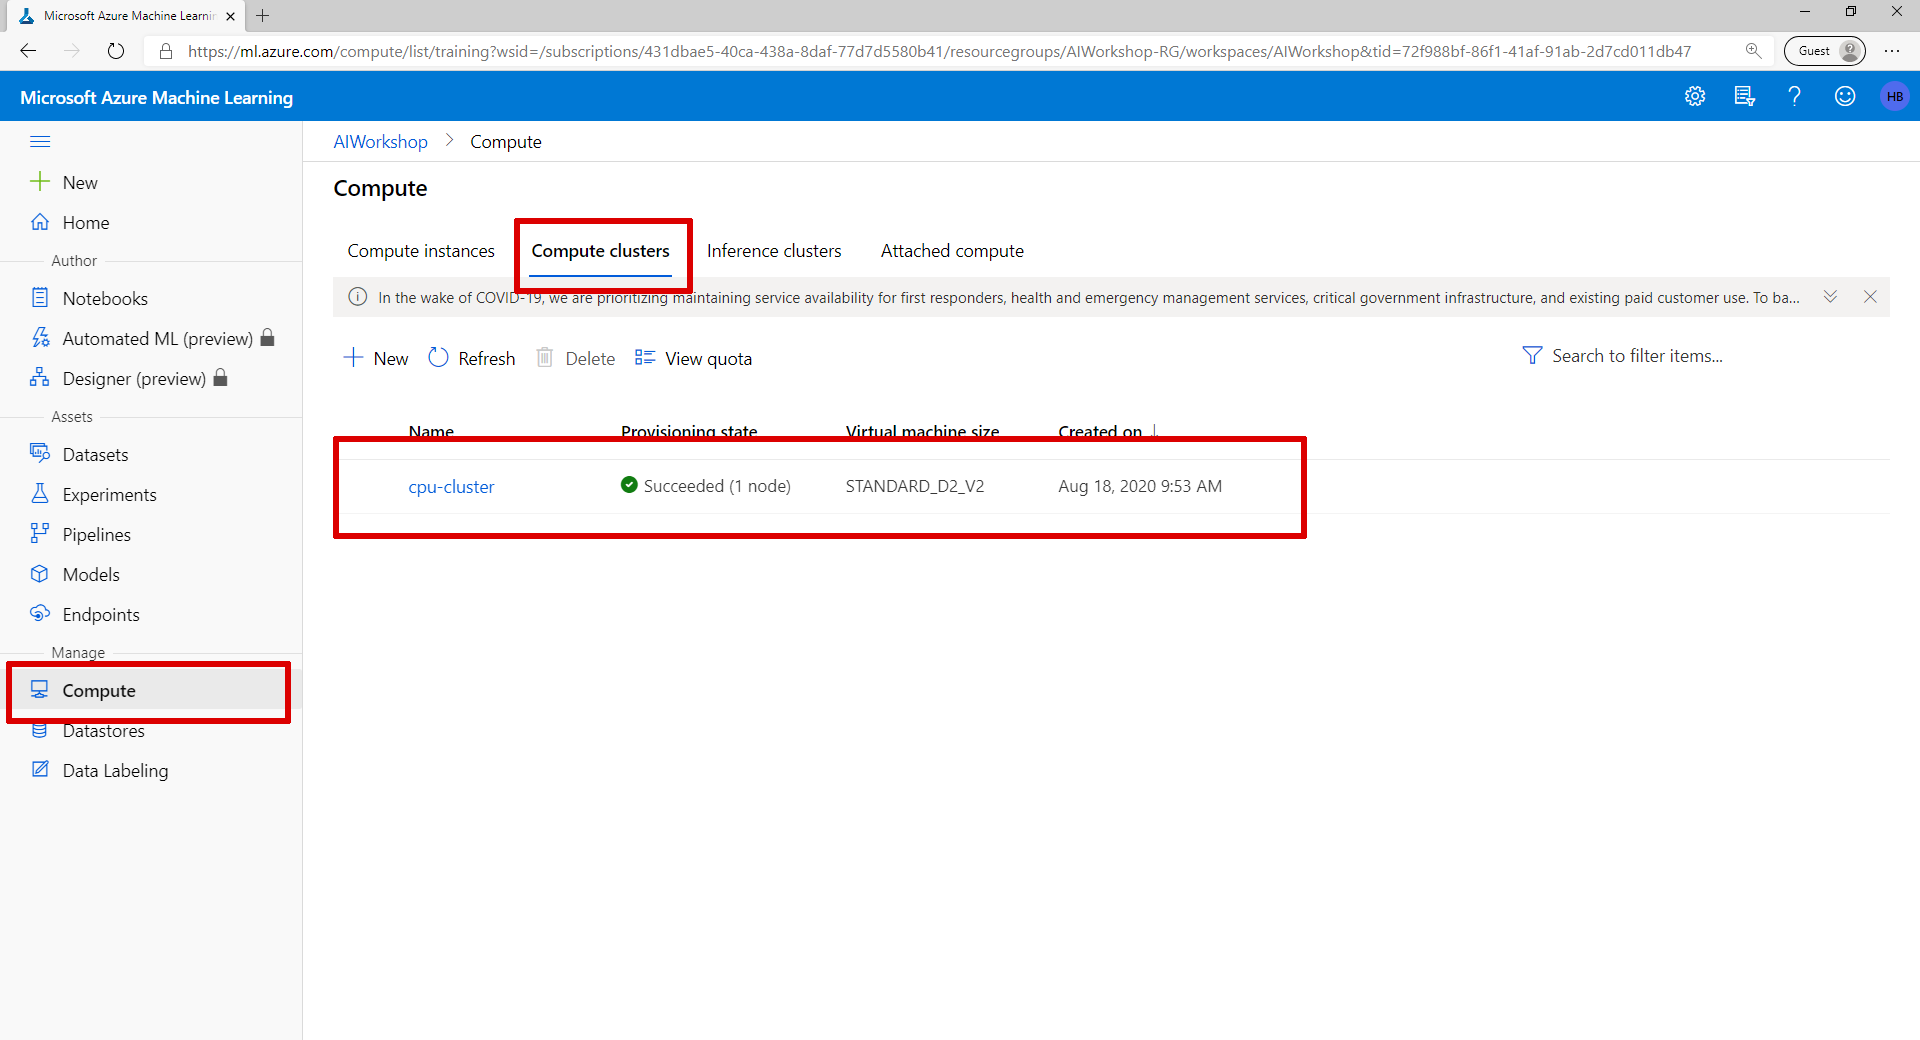 Microsoft Azure Machine Learnin
https://ml.azure.com/compute/list/training?wsid=/subscriptions/431dbae5-40ca-438a-8daf-77d7d5580b41/resourcegroups/AIWorkshop-RG/workspaces/AIWorkshop&tid=72f988bf-86f1-41af-91ab-2d7cd011db47
Guest
Microsoft Azure Machine Learning
HB
New
Home
Author
Notebooks
Automated ML (preview)
Designer (preview)
Assets
Datasets
Experiments
Pipelines
Models
Endpoints
Manage
Compute
Datastores
Data Labeling
AIWorkshop > Compute
Compute
Compute instances Compute clusters Inference clusters Attached compute
In the wake of COVID-19, we are prioritizing maintaining service availability for first responders, health and emergency management services, critical government infrastructure, and existing paid customer use. To ba...
New Refresh Delete View quota Search to filter items...
Name Provisioning state Virtual machine size Created on ↓
cpu-cluster Succeeded (1 node) STANDARD_D2_V2 Aug 18, 2020 9:53 AM